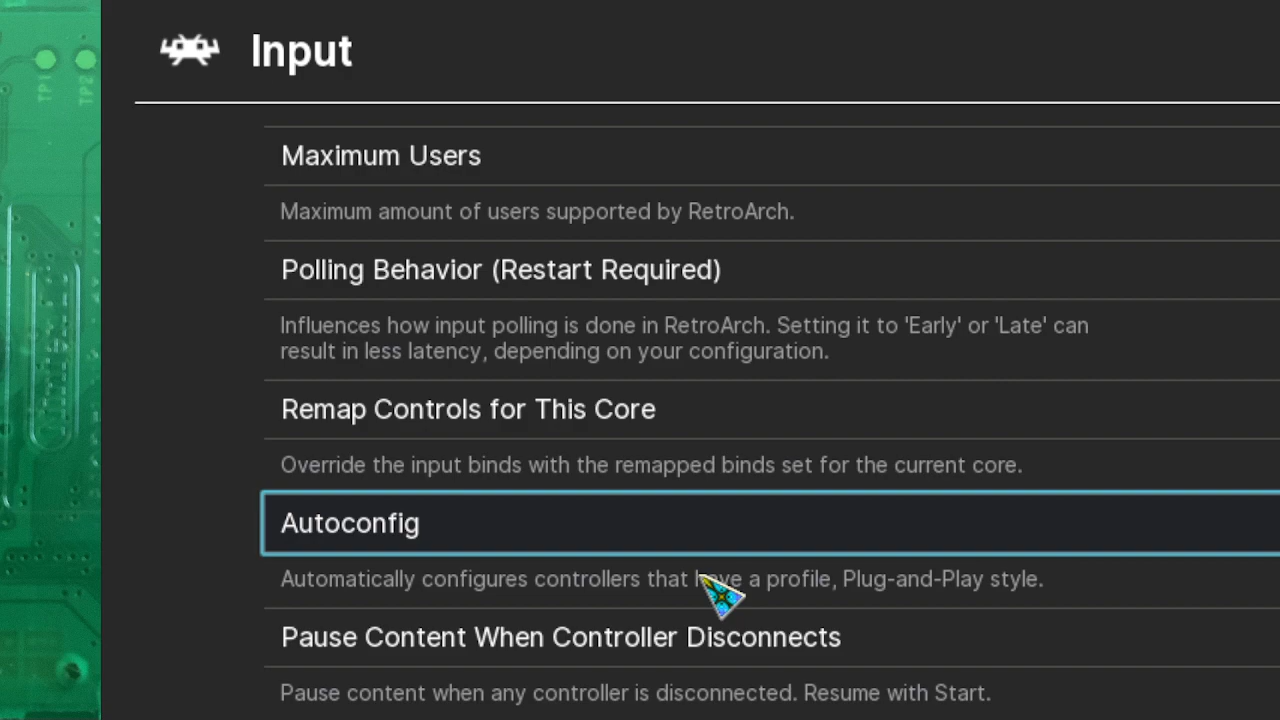 TP1
TP2
Input
Maximum Users
Maximum amount of users supported by RetroArch.
Polling Behavior (Restart Required)
Influences how input polling is done in RetroArch. Setting it to 'Early' or 'Late' can
result in less latency, depending on your configuration.
Remap Controls for This Core
Override the input binds with the remapped binds set for the current core.
Autoconfig
Automatically configures controllers that have a profile, Plug-and-Play style.
Pause Content When Controller Disconnects
Pause content when any controller is disconnected. Resume with Start.